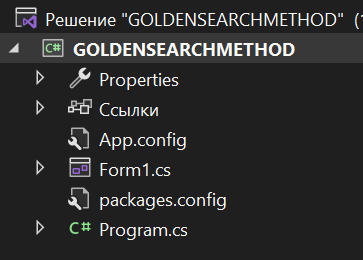 Решение "GOLDENSEARCHMETHOD" (
C# GOLDENSEARCHMETHOD
Properties
Ссылки
App.config
Form1.cs
packages.config
C# Program.cs